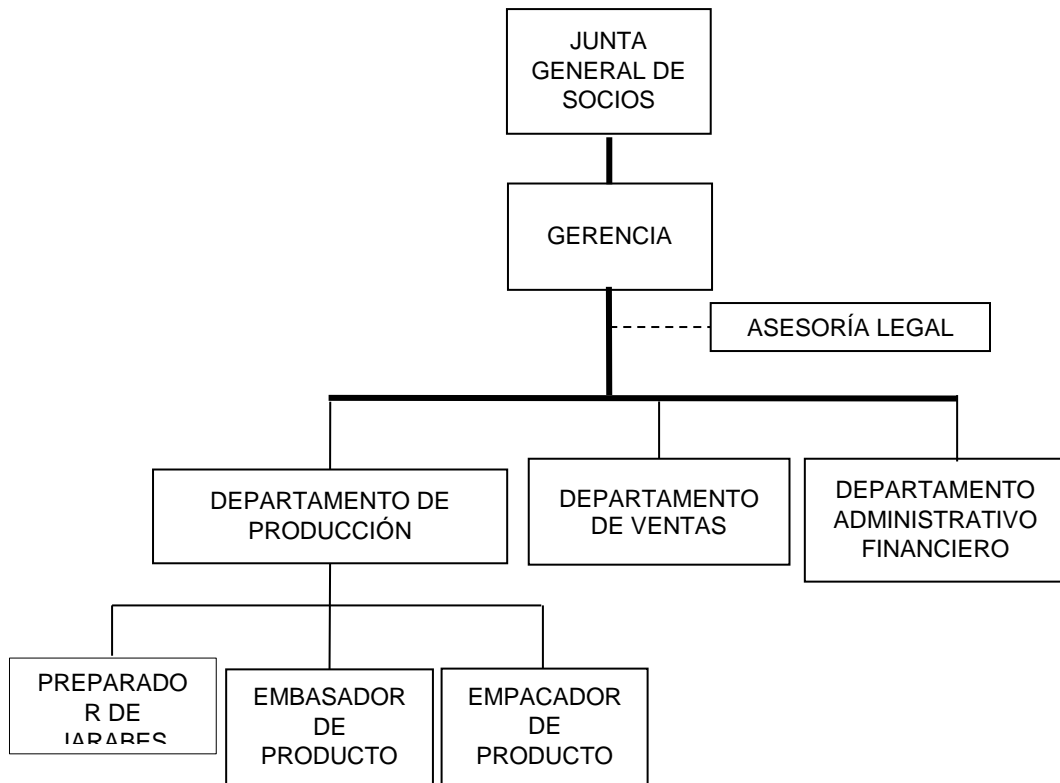 JUNTA
GENERAL DE
SOCIOS
GERENCIA
ASESORÍA LEGAL
DEPARTAMENTO DE
PRODUCCIÓN
DEPARTAMENTO
DE VENTAS
DEPARTAMENTO
ADMINISTRATIVO
FINANCIERO
PREPARADO
R DE
JARABES
EMBASADOR
DE
PRODUCTO
EMPACADOR
DE
PRODUCTO